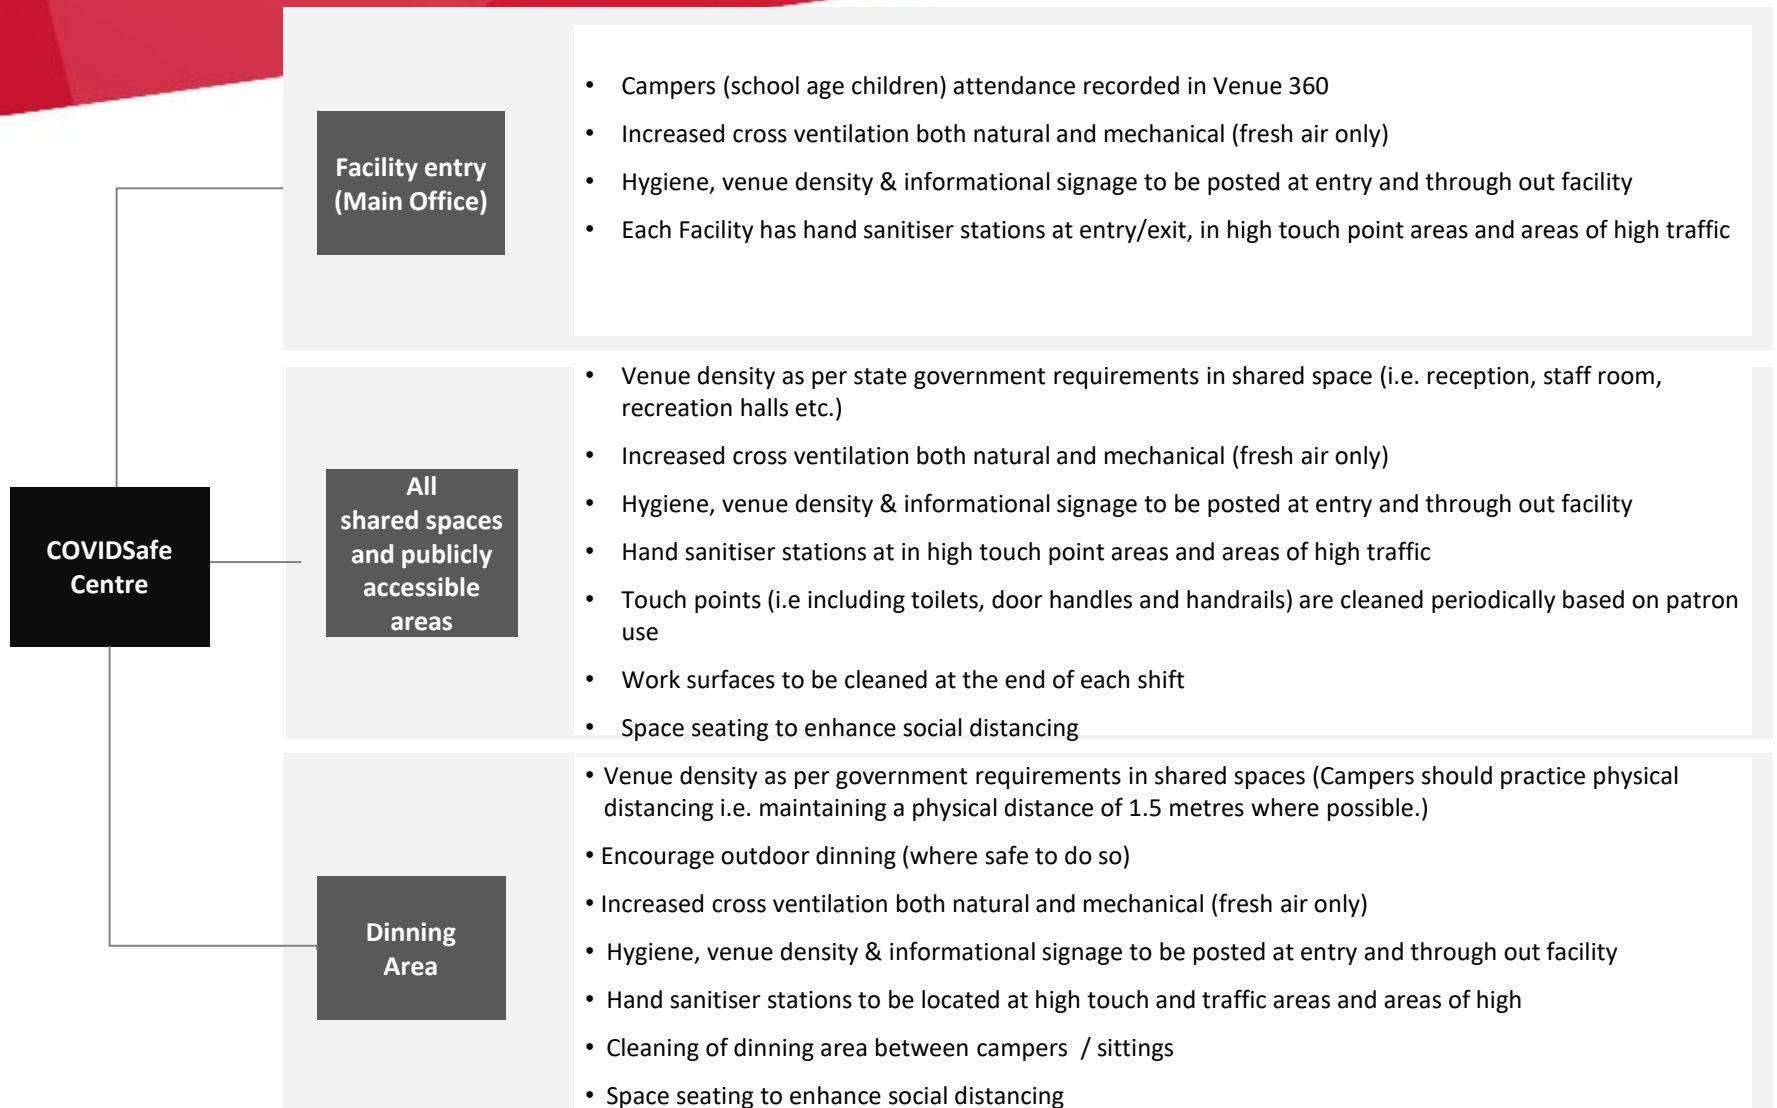 Facility entry
(Main Office)
• Campers (school age children) attendance recorded in Venue 360
• Increased cross ventilation both natural and mechanical (fresh air only)
• Hygiene, venue density & informational signage to be posted at entry and through out facility
• Each Facility has hand sanitiser stations at entry/exit, in high touch point areas and areas of high traffic
COVIDSafe
Centre
All
shared spaces
and publicly
accessible
areas
• Venue density as per state government requirements in shared space (i.e. reception, staff room,
recreation halls etc.)
• Increased cross ventilation both natural and mechanical (fresh air only)
• Hygiene, venue density & informational signage to be posted at entry and through out facility
• Hand sanitiser stations at in high touch point areas and areas of high traffic
• Touch points (i.e including toilets, door handles and handrails) are cleaned periodically based on patron
use
• Work surfaces to be cleaned at the end of each shift
• Space seating to enhance social distancing
Dinning
Area
• Venue density as per government requirements in shared spaces (Campers should practice physical
distancing i.e. maintaining a physical distance of 1.5 metres where possible.)
• Encourage outdoor dinning (where safe to do so)
• Increased cross ventilation both natural and mechanical (fresh air only)
• Hygiene, venue density & informational signage to be posted at entry and through out facility
• Hand sanitiser stations to be located at high touch and traffic areas and areas of high
• Cleaning of dinning area between campers / sittings
• Space seating to enhance social distancing